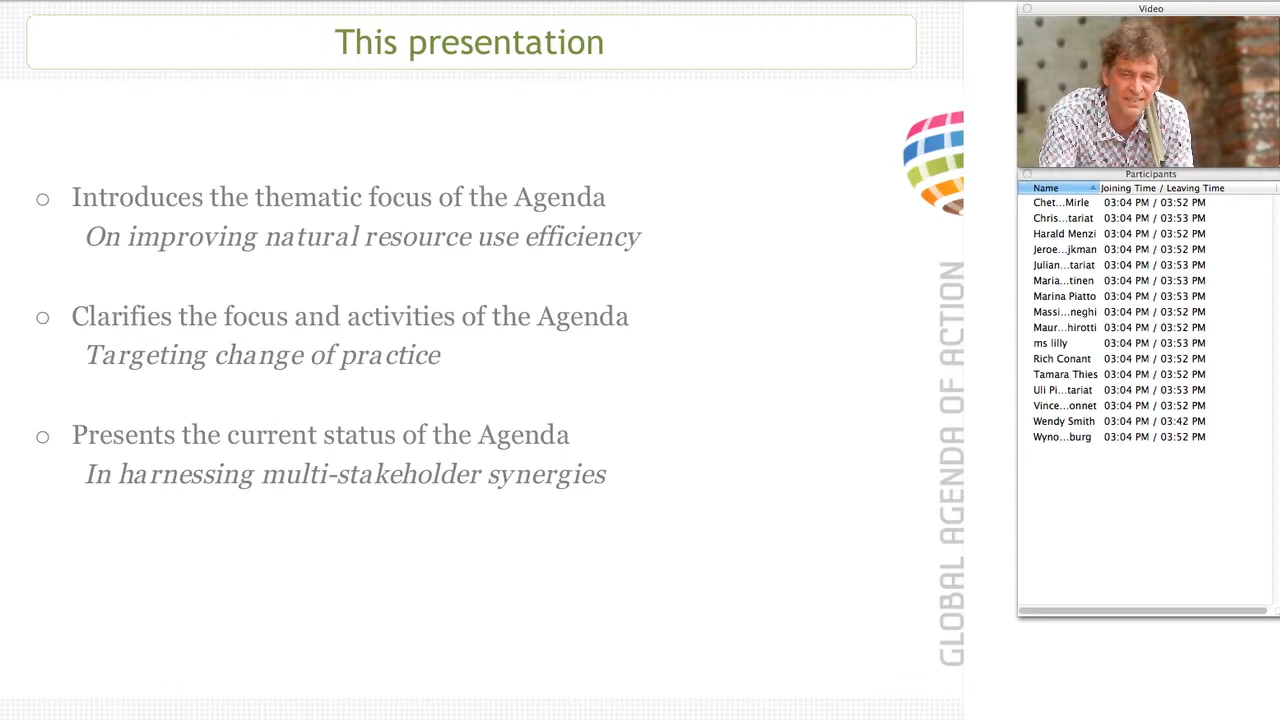 This presentation
Introduces the thematic focus of the Agenda
On improving natural resource use efficiency
Clarifies the focus and activities of the Agenda
Targeting change of practice
Presents the current status of the Agenda
In harnessing multi-stakeholder synergies
GLOBAL AGENDA OF ACTION
Video
Participants
Name Joining Time / Leaving Time
Chet...Mirle 03:04 PM / 03:52 PM
Chris...tariat 03:04 PM / 03:53 PM
Harald Menzi 03:04 PM / 03:52 PM
Jeroe...jkman 03:04 PM / 03:52 PM
Julian...tariat 03:04 PM / 03:53 PM
Maria...tinen 03:04 PM / 03:53 PM
Marina Piatto 03:04 PM / 03:53 PM
Massi...neghi 03:04 PM / 03:52 PM
Maur...hirotti 03:04 PM / 03:52 PM
ms lilly 03:04 PM / 03:53 PM
Rich Conant 03:04 PM / 03:52 PM
Tamara Thies 03:04 PM / 03:52 PM
Uli Pi...tariat 03:04 PM / 03:53 PM
Vince...onnet 03:04 PM / 03:52 PM
Wendy Smith 03:04 PM / 03:42 PM
Wyno...burg 03:04 PM / 03:52 PM